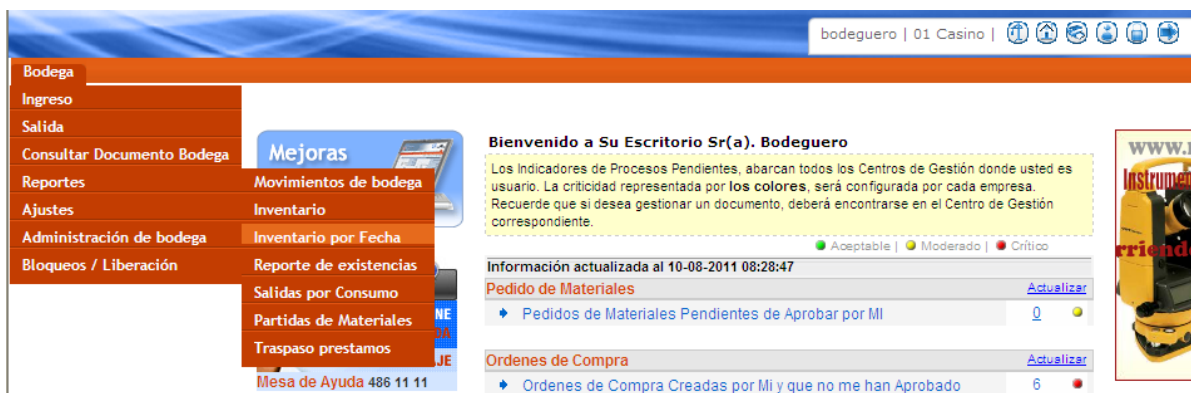 bodeguero | 01 Casino |
Bodega
Ingreso
Salida
Consultar Documento Bodega
Reportes
Ajustes
Administración de bodega
Bloqueos / Liberación
Movimientos de bodega
Inventario
Inventario por Fecha
Reporte de existencias
Salidas por Consumo
Partidas de Materiales
Traspaso prestamos
Mejoras
NE
JE
Mesa de Ayuda 486 11 11
Bienvenido a Su Escritorio Sr(a). Bodeguero
Los Indicadores de Procesos Pendientes, abarcan todos los Centros de Gestión donde usted es
usuario. La criticidad representada por los colores, será configurada por cada empresa.
Recuerde que si desea gestionar un documento, deberá encontrarse en el Centro de Gestión
correspondiente.
Aceptable | Moderado | Crítico
Información actualizada al 10-08-2011 08:28:47
Pedido de Materiales Actualizar
Pedidos de Materiales Pendientes de Aprobar por MI 0
Ordenes de Compra Actualizar
Ordenes de Compra Creadas por Mi y que no me han Aprobado 6
www.
Instrumen
rriend